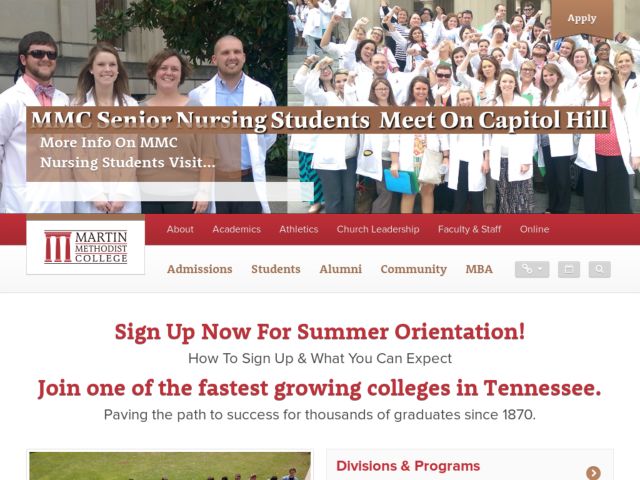 Apply
MMC Senior Nursing Students Meet On Capitol Hill
More Info On MMC
Nursing Students Visit...
About Academics Athletics Church Leadership Faculty & Staff Online
MARTIN
METHODIST
COLLEGE
Admissions Students Alumni Community MBA
Sign Up Now For Summer Orientation!
How To Sign Up & What You Can Expect
Join one of the fastest growing colleges in Tennessee.
Paving the path to success for thousands of graduates since 1870.
Divisions & Programs